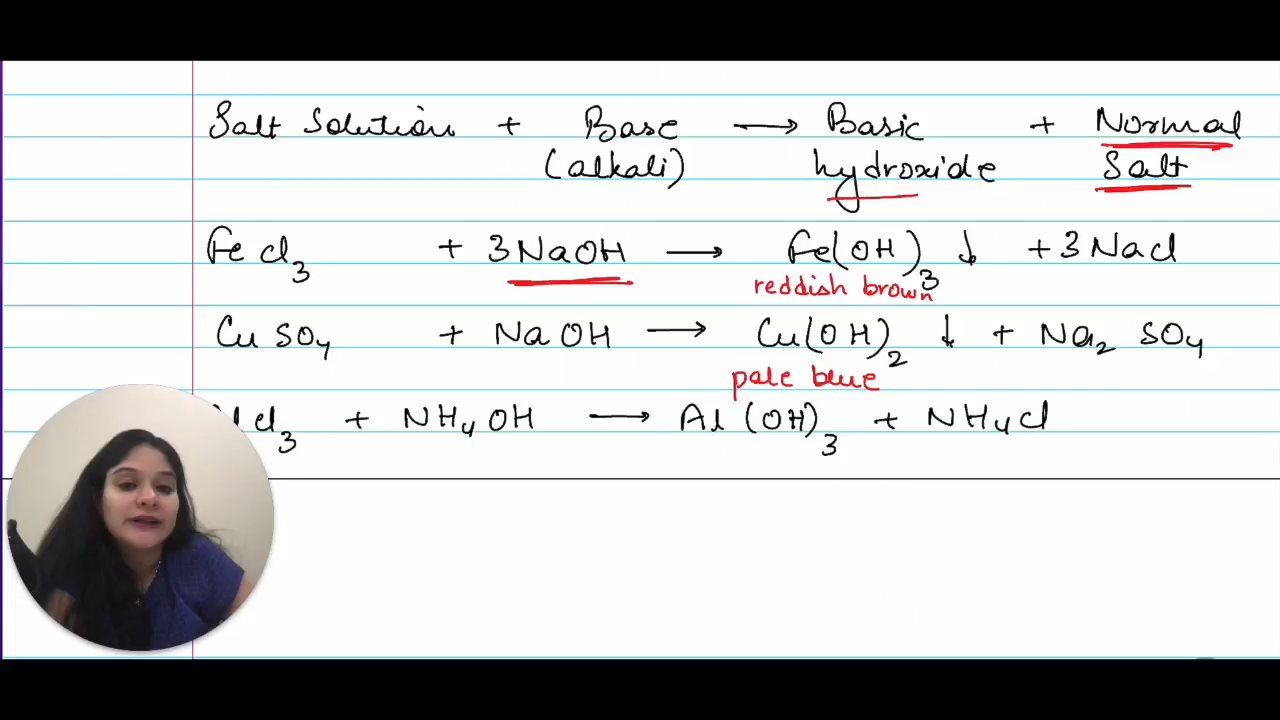 Salt Solution + Base → Basic + Normal
(alkali) hydroxide Salt
FeCl₃ + 3NaOH → Fe(OH)₃ ↓ + 3NaCl
reddish brown
CuSO₄ + NaOH → Cu(OH)₂ ↓ + Na₂SO₄
pale blue
lCl₃ + NH₄OH → Al(OH)₃ + NH₄Cl